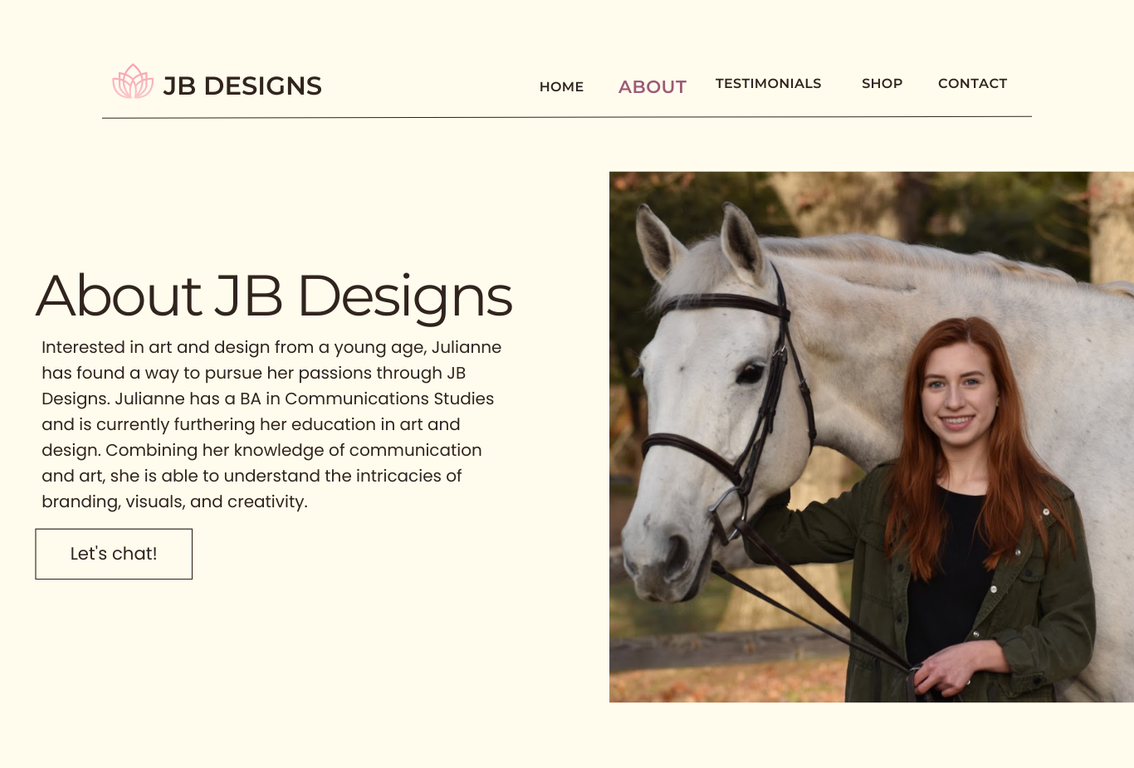 JB DESIGNS
HOME
ABOUT
TESTIMONIALS
SHOP
CONTACT
About JB Designs
Interested in art and design from a young age, Julianne
has found a way to pursue her passions through JB
Designs. Julianne has a BA in Communications Studies
and is currently furthering her education in art and
design. Combining her knowledge of communication
and art, she is able to understand the intricacies of
branding, visuals, and creativity.
Let's chat!